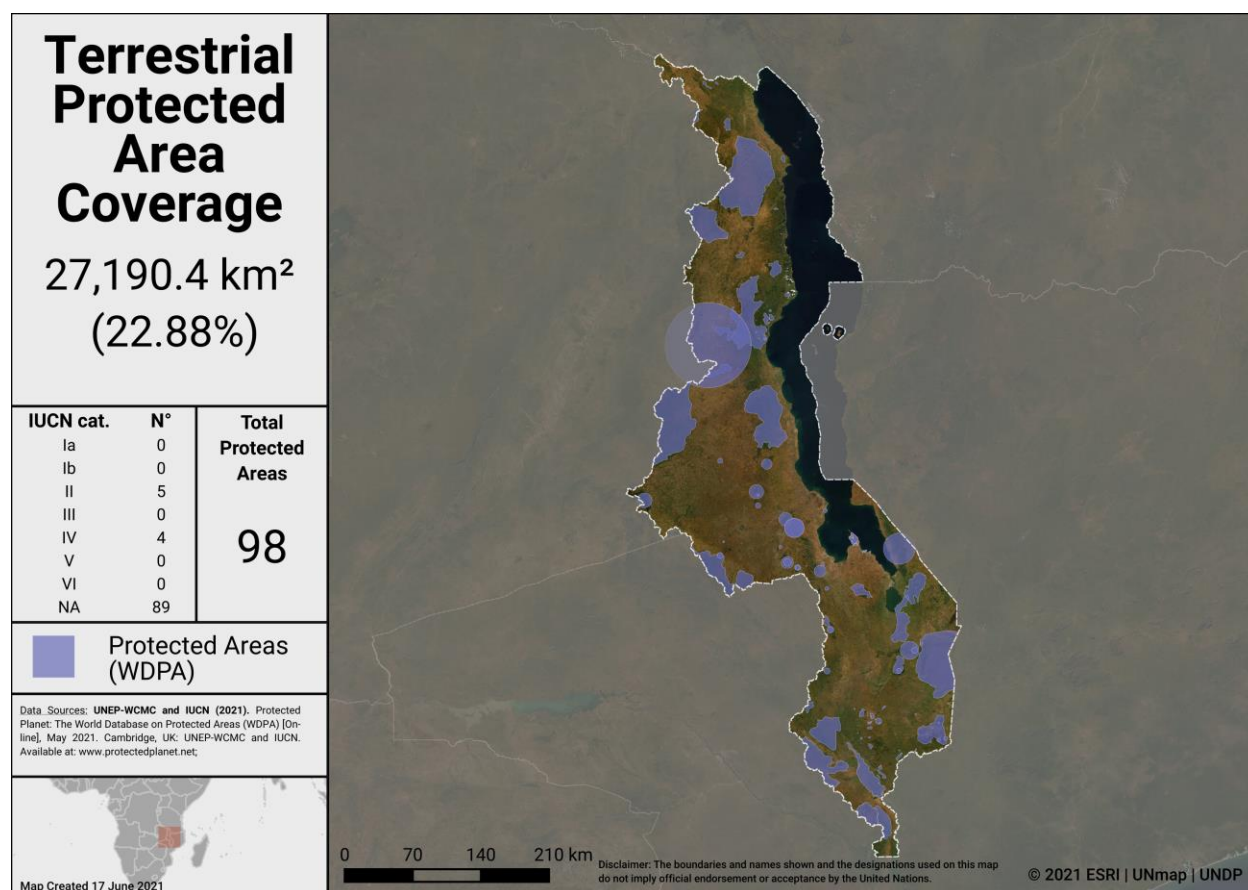 Terrestrial
Protected
Area
Coverage
27,190.4 km²
(22.88%)
IUCN cat. N°
Ia 0
Ib 0
II 5
III 0
IV 4
V 0
VI 0
NA 89
Total
Protected
Areas
98
Protected Areas
(WDPA)
Data Sources: UNEP-WCMC and IUCN (2021). Protected
Planet: The World Database on Protected Areas (WDPA) [On-
line], May 2021. Cambridge, UK: UNEP-WCMC and IUCN.
Available at: www.protectedplanet.net;
Map Created 17 June 2021
0 70 140 210 km
Disclaimer: The boundaries and names shown and the designations used on this map
do not imply official endorsement or acceptance by the United Nations.
© 2021 ESRI | UNmap | UNDP